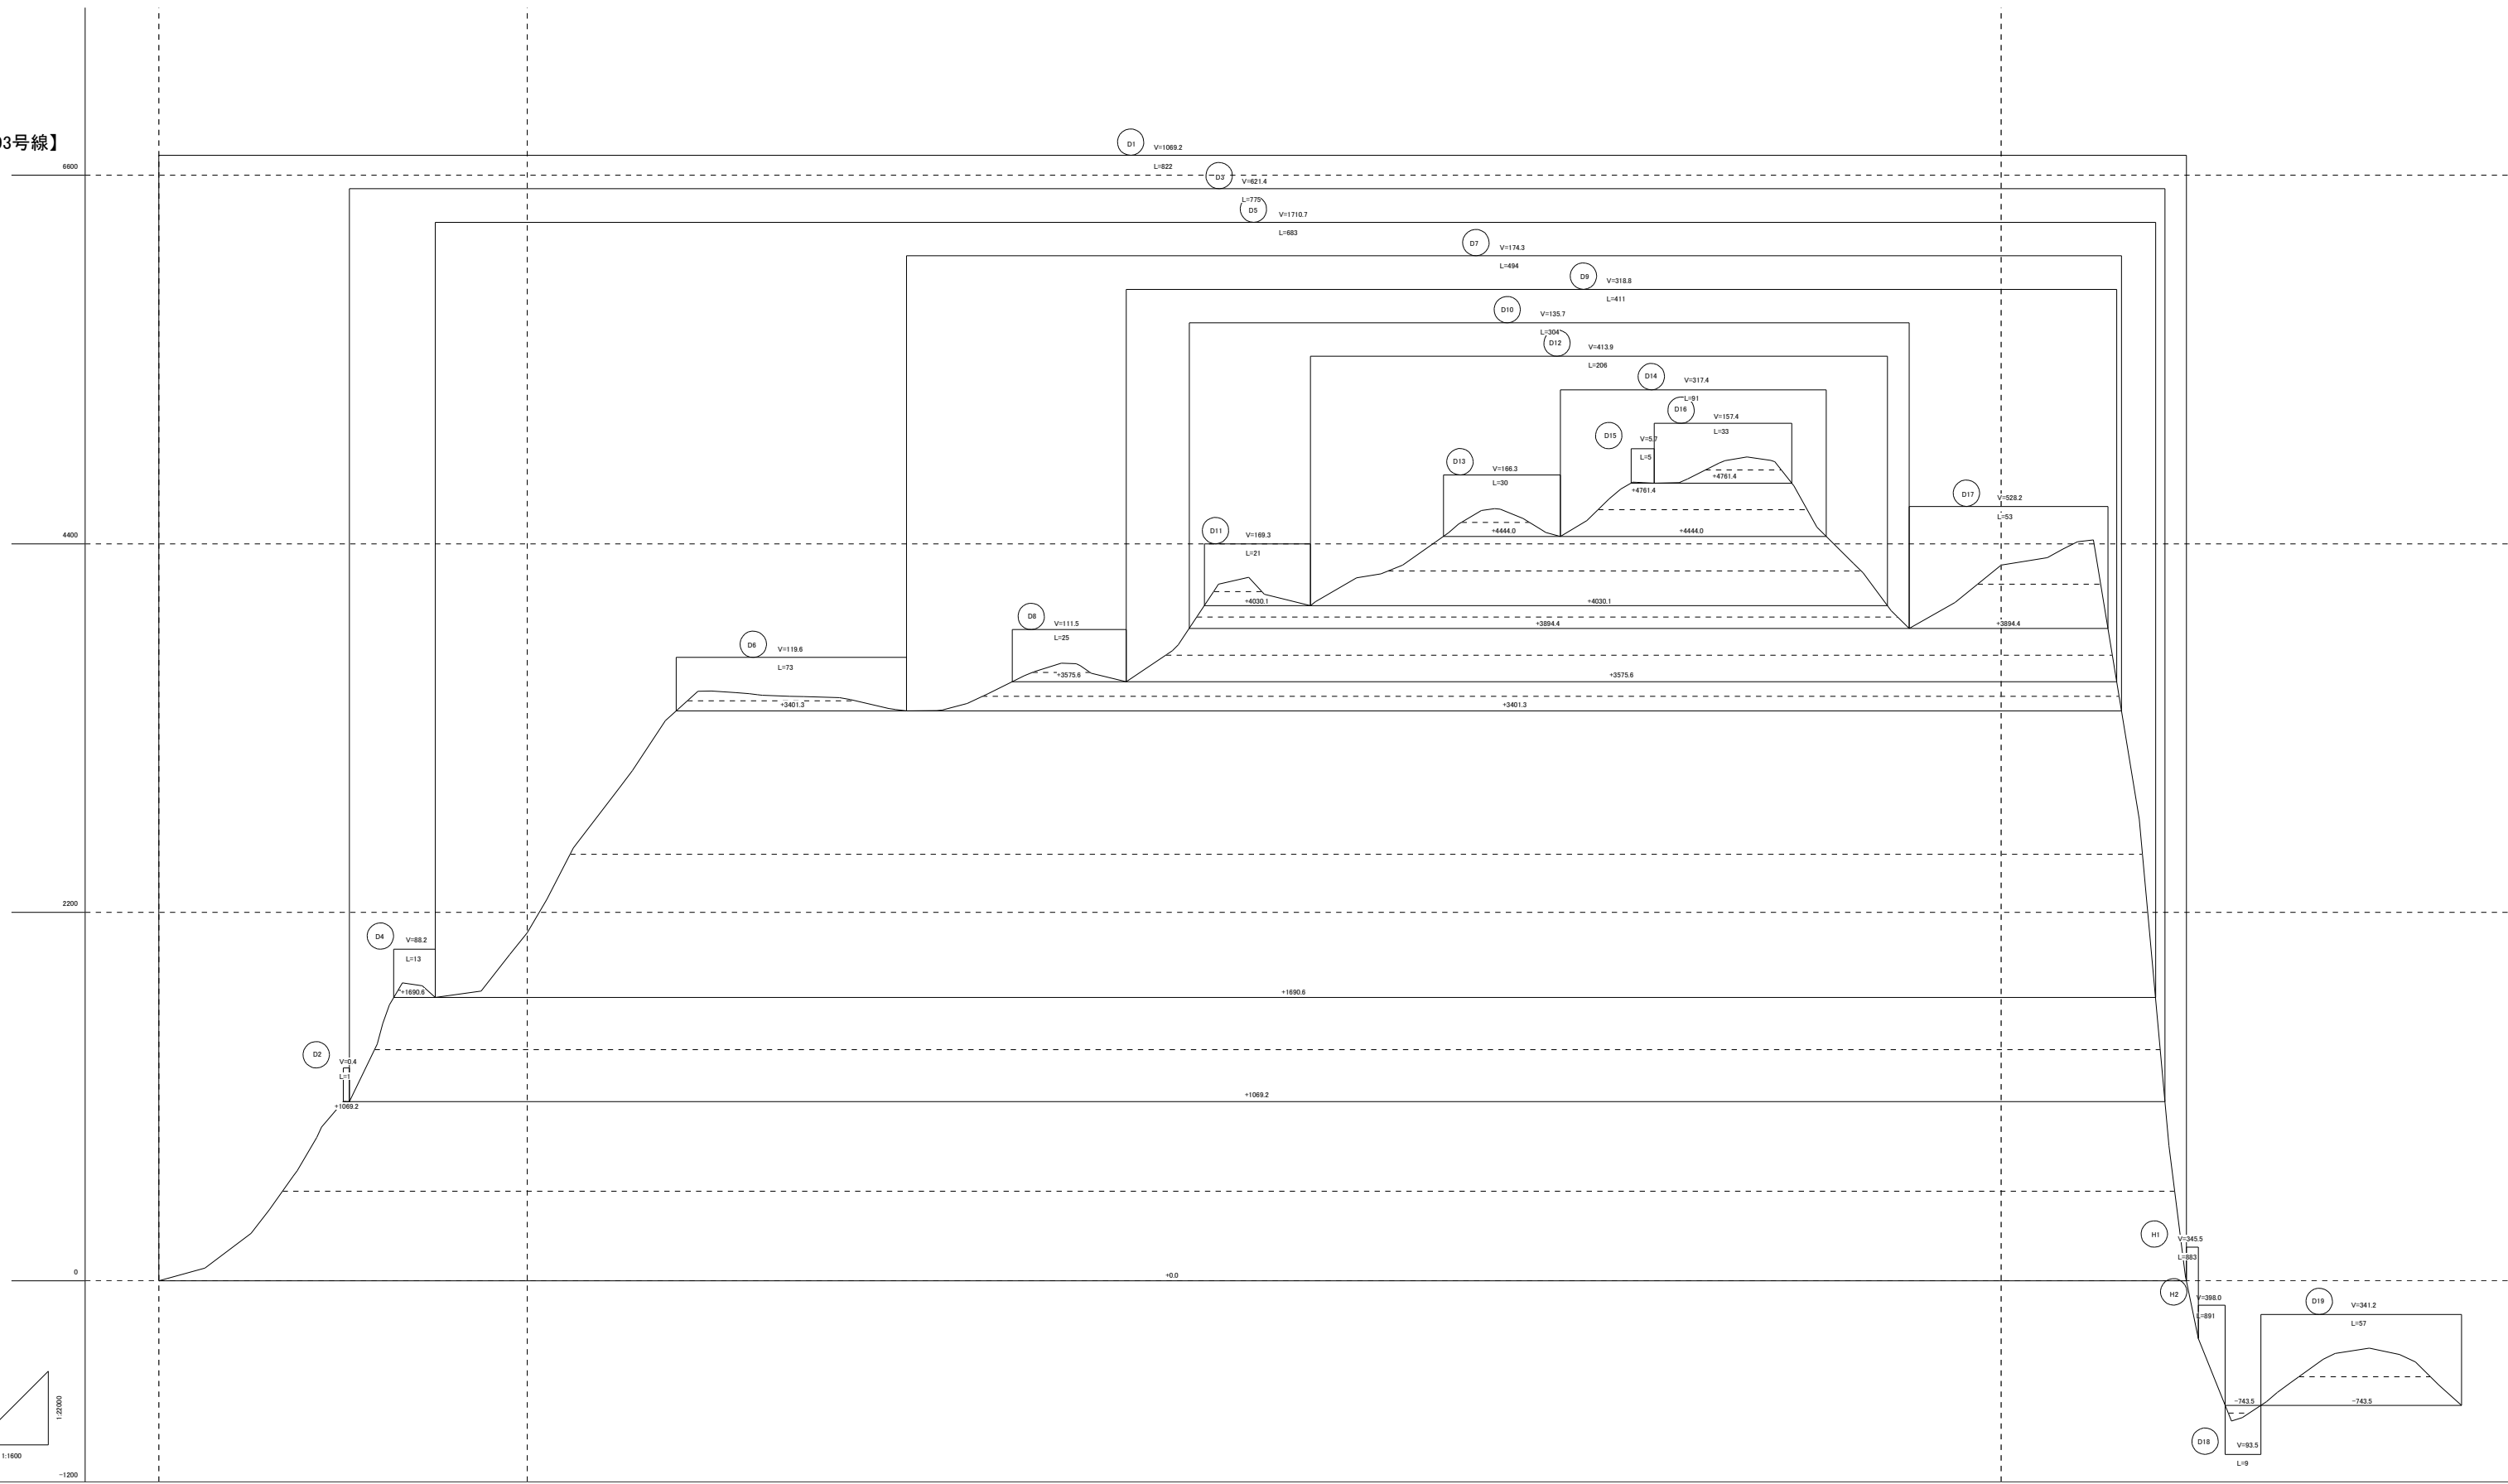 03号線】
D1
V=1069.2
L=822
6600
D3
V=621.4
L=775
D5
V=1710.7
L=683
D7
V=174.3
L=494
D9
V=318.8
L=411
D10
V=135.7
L=304
D12
V=413.9
L=206
D14
V=317.4
L=91
D16
V=157.4
L=33
D15
V=5.7
L=5
D13
V=166.3
L=30
+4761.4
+4761.4
D17
V=528.2
L=53
D11
V=169.3
L=21
+4444.0
+4444.0
4400
+4030.1
+4030.1
D8
V=111.5
L=25
+3894.4
+3894.4
D6
V=119.6
L=73
+3575.6
+3575.6
+3401.3
+3401.3
2200
D4
V=88.2
L=13
+1690.6
+1690.6
D2
V=0.4
L=1
+1069.2
+1069.2
H1
V=345.5
L=883
0
+0.0
H2
V=398.0
L=891
D19
V=341.2
L=57
-743.5
-743.5
1:22000
D18
V=93.5
L=9
1:1600
-1200